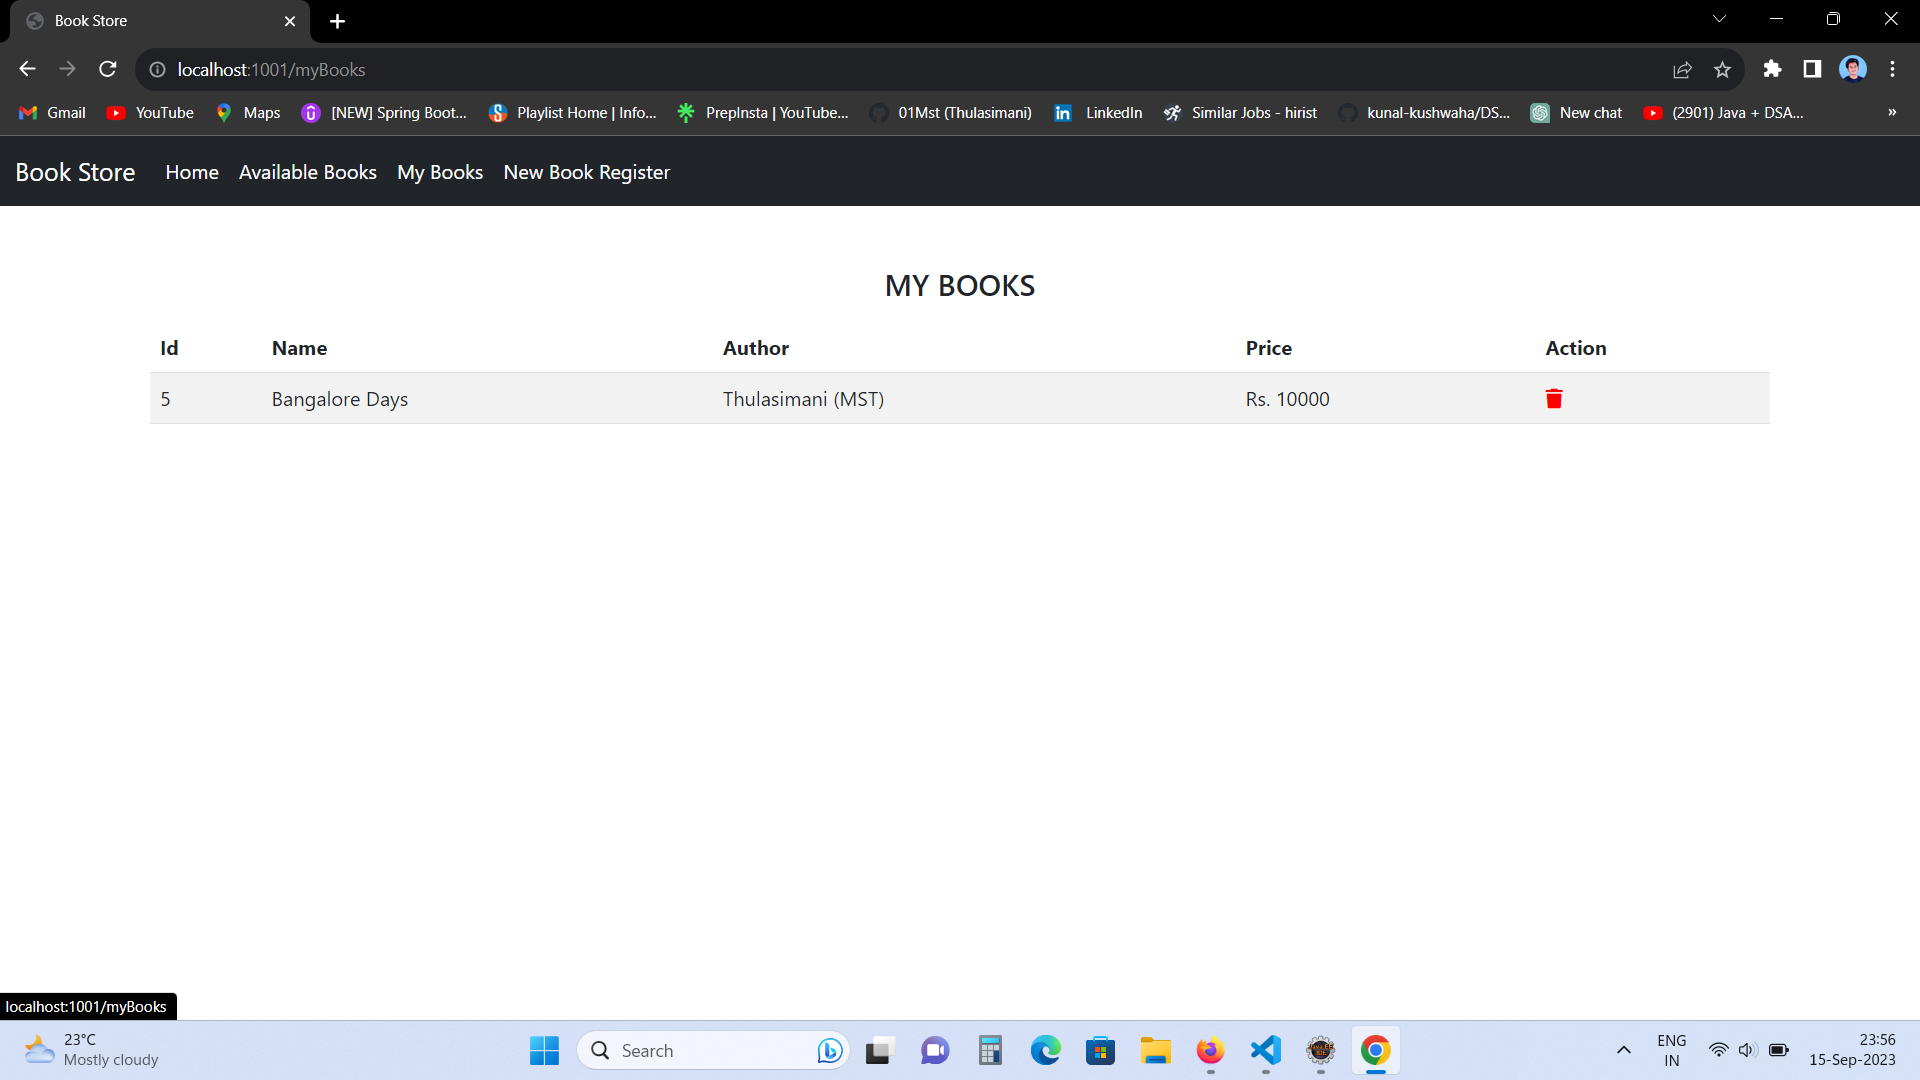 Book Store
localhost:1001/myBooks
Gmail YouTube Maps [NEW] Spring Boot... Playlist Home | Info... PrepInsta | YouTube... 01Mst (Thulasimani) LinkedIn Similar Jobs - hirist kunal-kushwaha/DS... New chat (2901) Java + DSA... »
Book Store Home Available Books My Books New Book Register
MY BOOKS
Id Name Author Price Action
5 Bangalore Days Thulasimani (MST) Rs. 10000
localhost:1001/myBooks
23°C
Mostly cloudy
Search
ENG
IN
23:56
15-Sep-2023